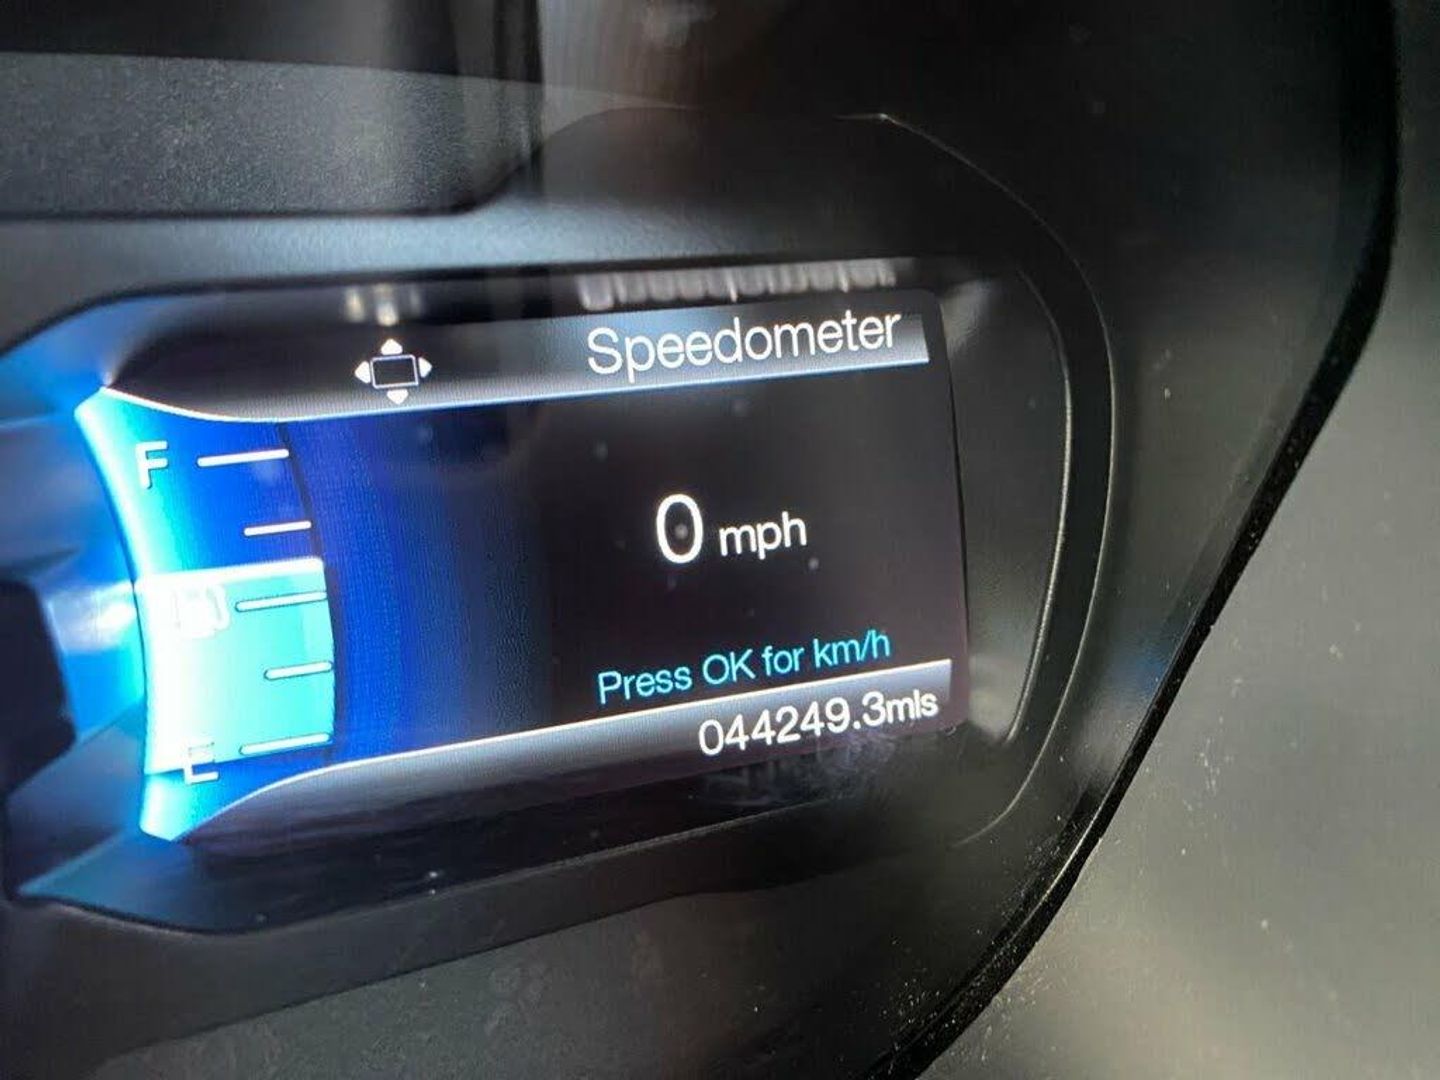 Speedometer
F
0 mph
E
Press OK for km/h
044249.3mls